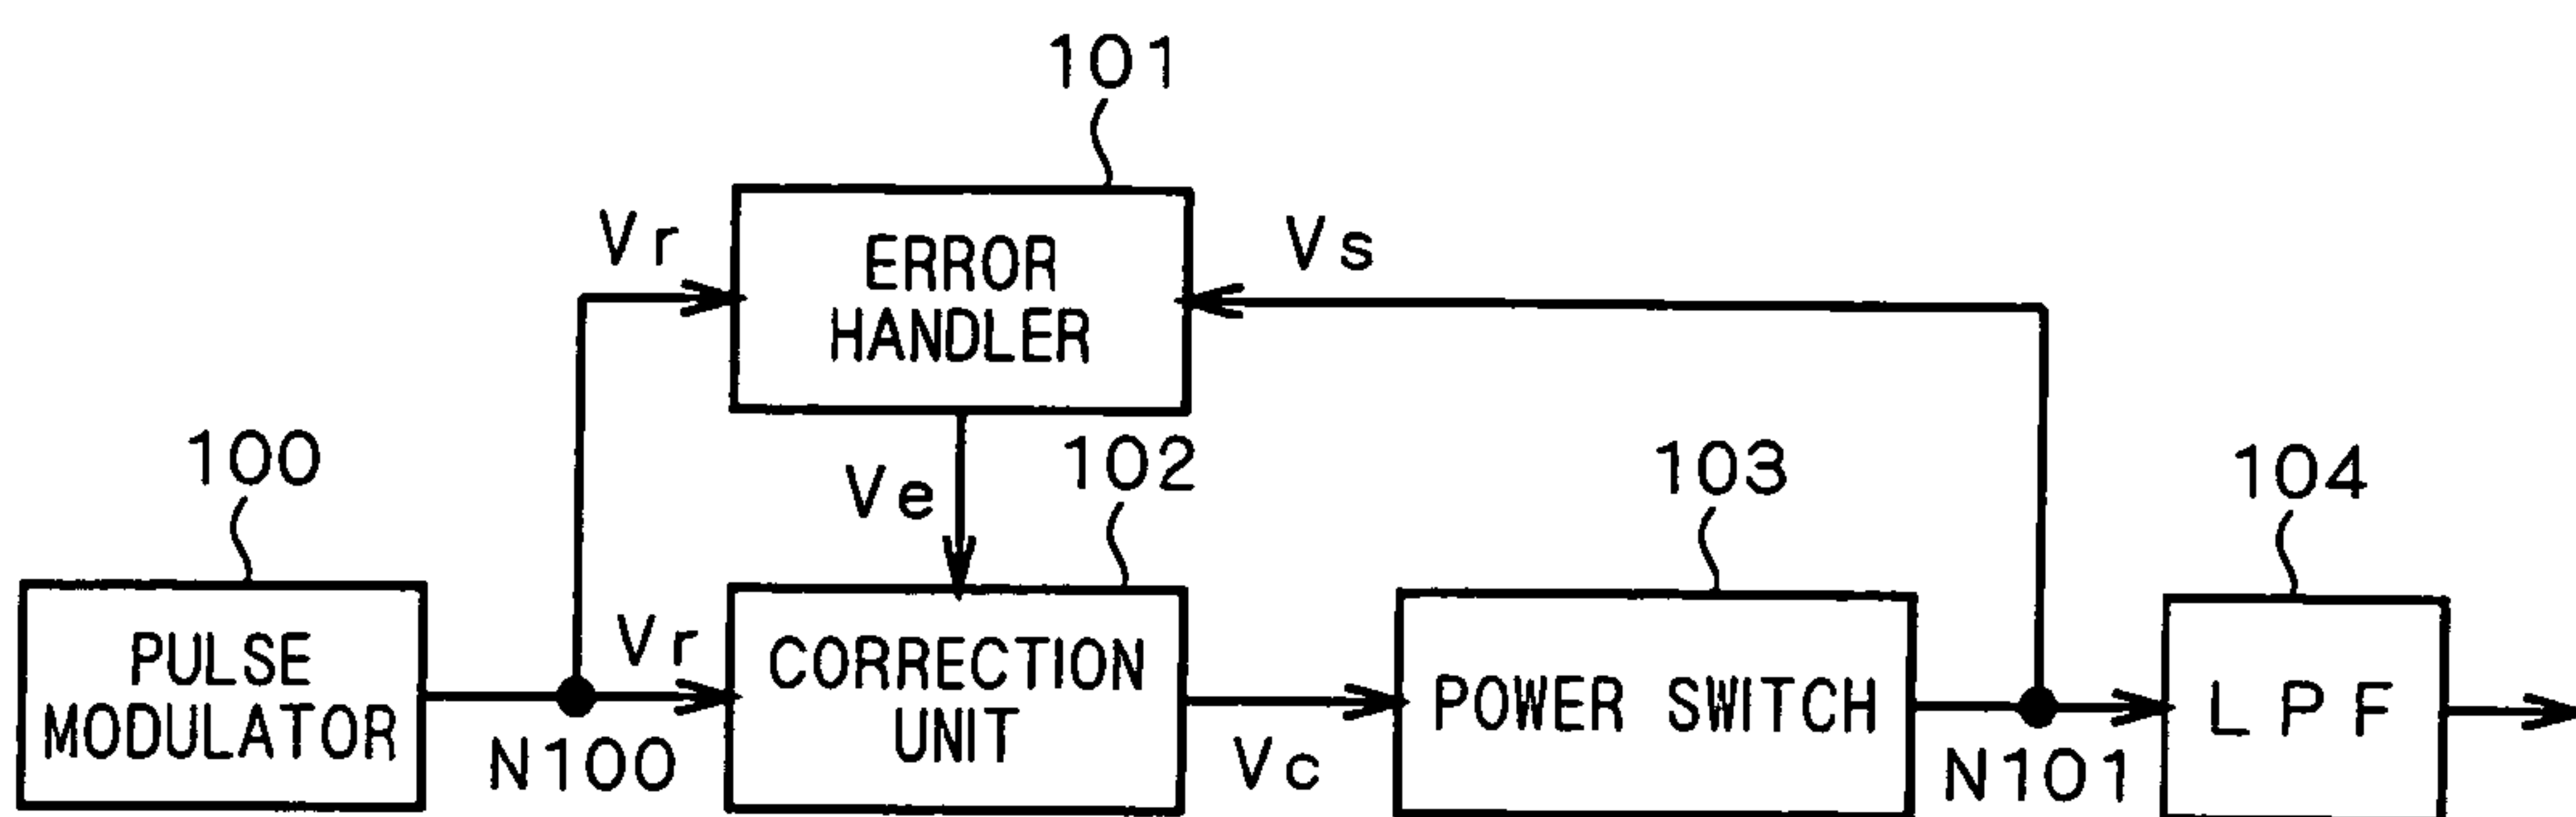 101
Vr
ERROR
HANDLER
Vs
100
Ve
102
103
104
PULSE
MODULATOR
Vr
N100
CORRECTION
UNIT
Vc
POWER SWITCH
N101
LPF